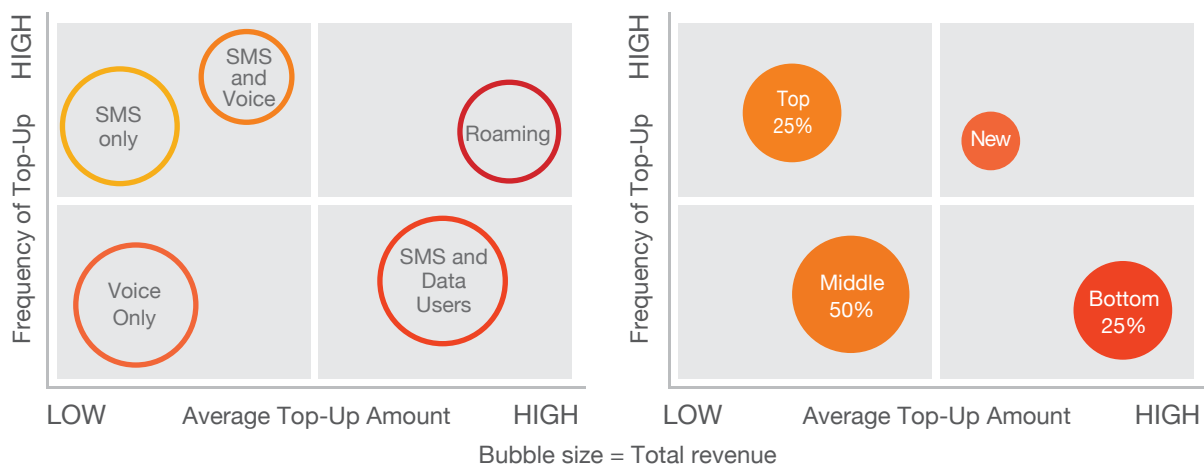 HIGH
Frequency of Top-Up
SMS
and
Voice
SMS
only
Roaming
Voice
Only
SMS and
Data
Users
LOW
Average Top-Up Amount
HIGH
HIGH
Frequency of Top-Up
Top
25%
New
Middle
50%
Bottom
25%
LOW
Average Top-Up Amount
HIGH
Bubble size = Total revenue